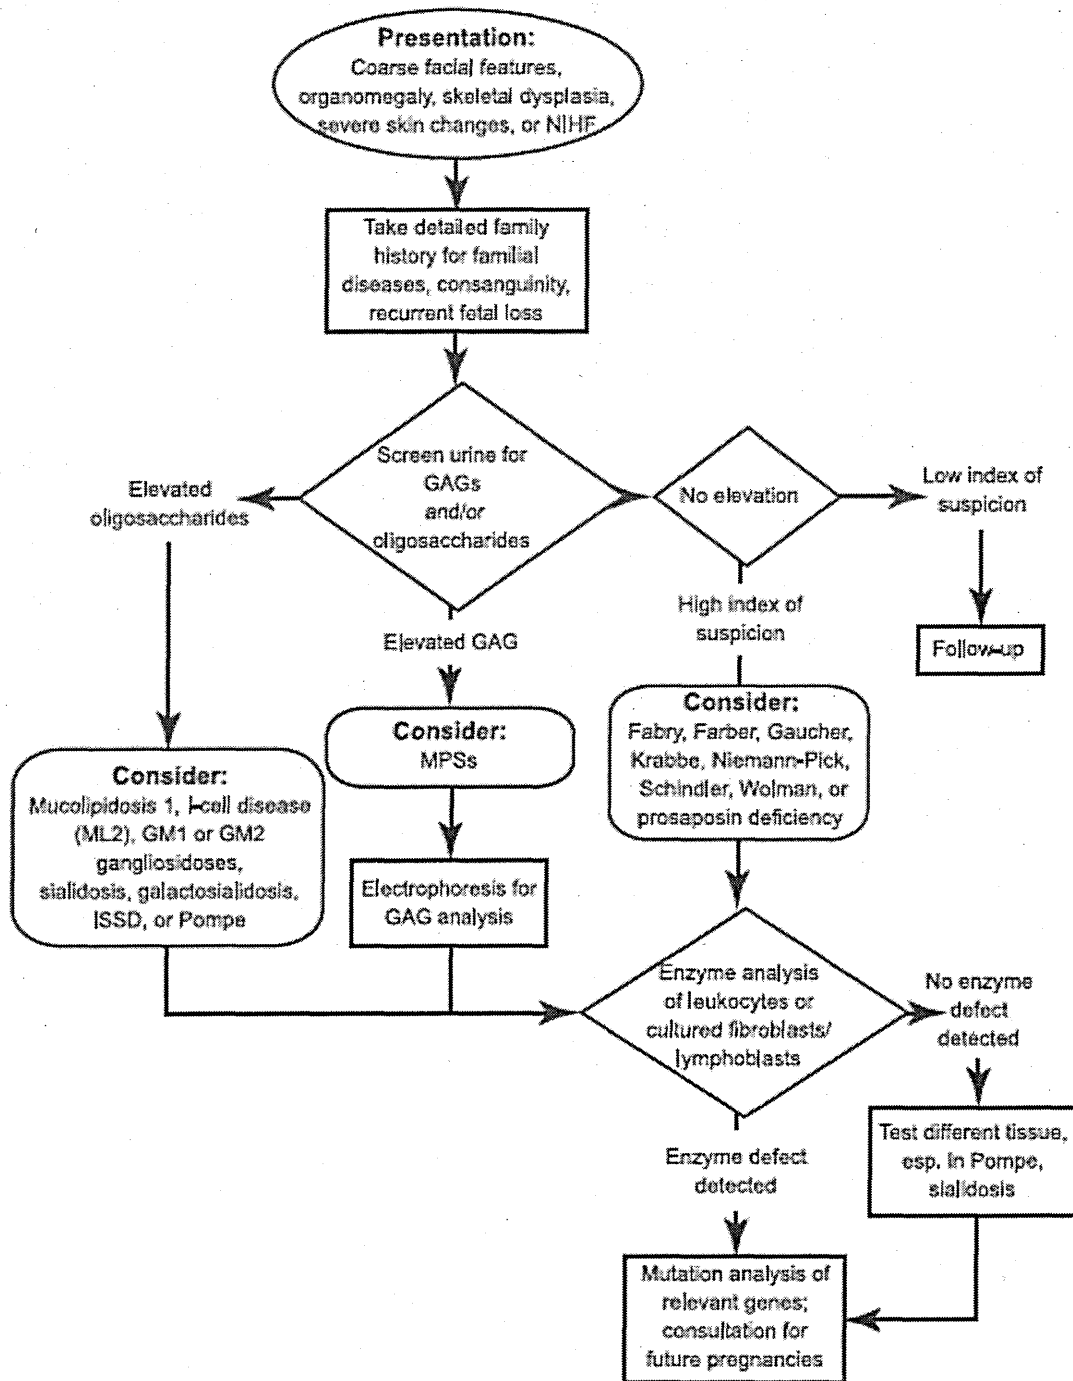 Presentation:
Coarse facial features,
organomegaly, skeletal dysplasia,
severe skin changes, or NIHF
Take detailed family
history for familial
diseases, consanguinity,
recurrent fetal loss
Screen urine for
GAGs
and/or
oligosaccharides
Elevated
oligosaccharides
No elevation
Low index of
suspicion
Follow-up
Elevated GAG
High index of
suspicion
Consider:
Mucolipidosis 1, I-cell disease
(ML2), GM1 or GM2
gangliosidoses,
sialidosis, galactosialidosis,
ISSD, or Pompe
Consider:
MPSs
Electrophoresis for
GAG analysis
Consider:
Fabry, Farber, Gaucher,
Krabbe, Niemann-Pick,
Schindler, Wolman, or
prosaposin deficiency
Enzyme analysis
of leukocytes or
cultured fibroblasts/
lymphoblasts
No enzyme
defect
detected
Test different tissue,
esp. in Pompe,
sialidosis
Enzyme defect
detected
Mutation analysis of
relevant genes;
consultation for
future pregnancies